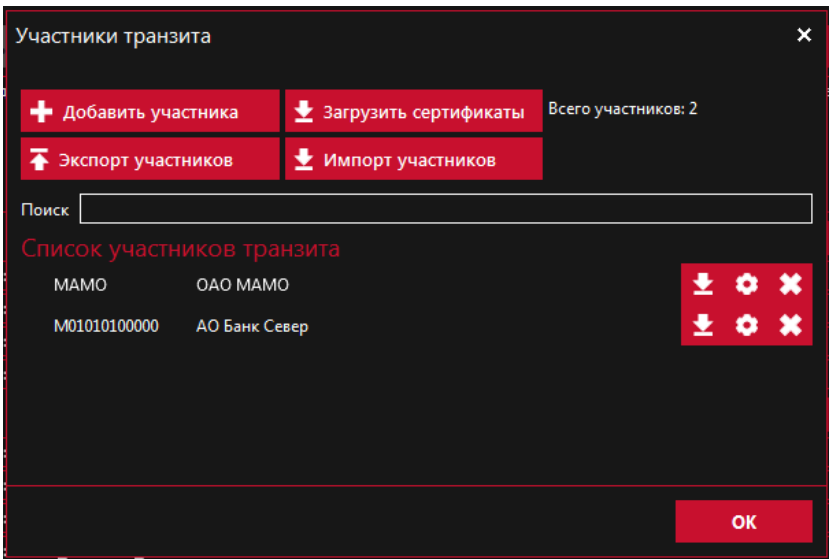 Участники транзита
Добавить участника
Загрузить сертификаты
Всего участников: 2
Экспорт участников
Импорт участников
Поиск
Список участников транзита
МАМО ОАО МАМО
M01010100000 АО Банк Север
OK